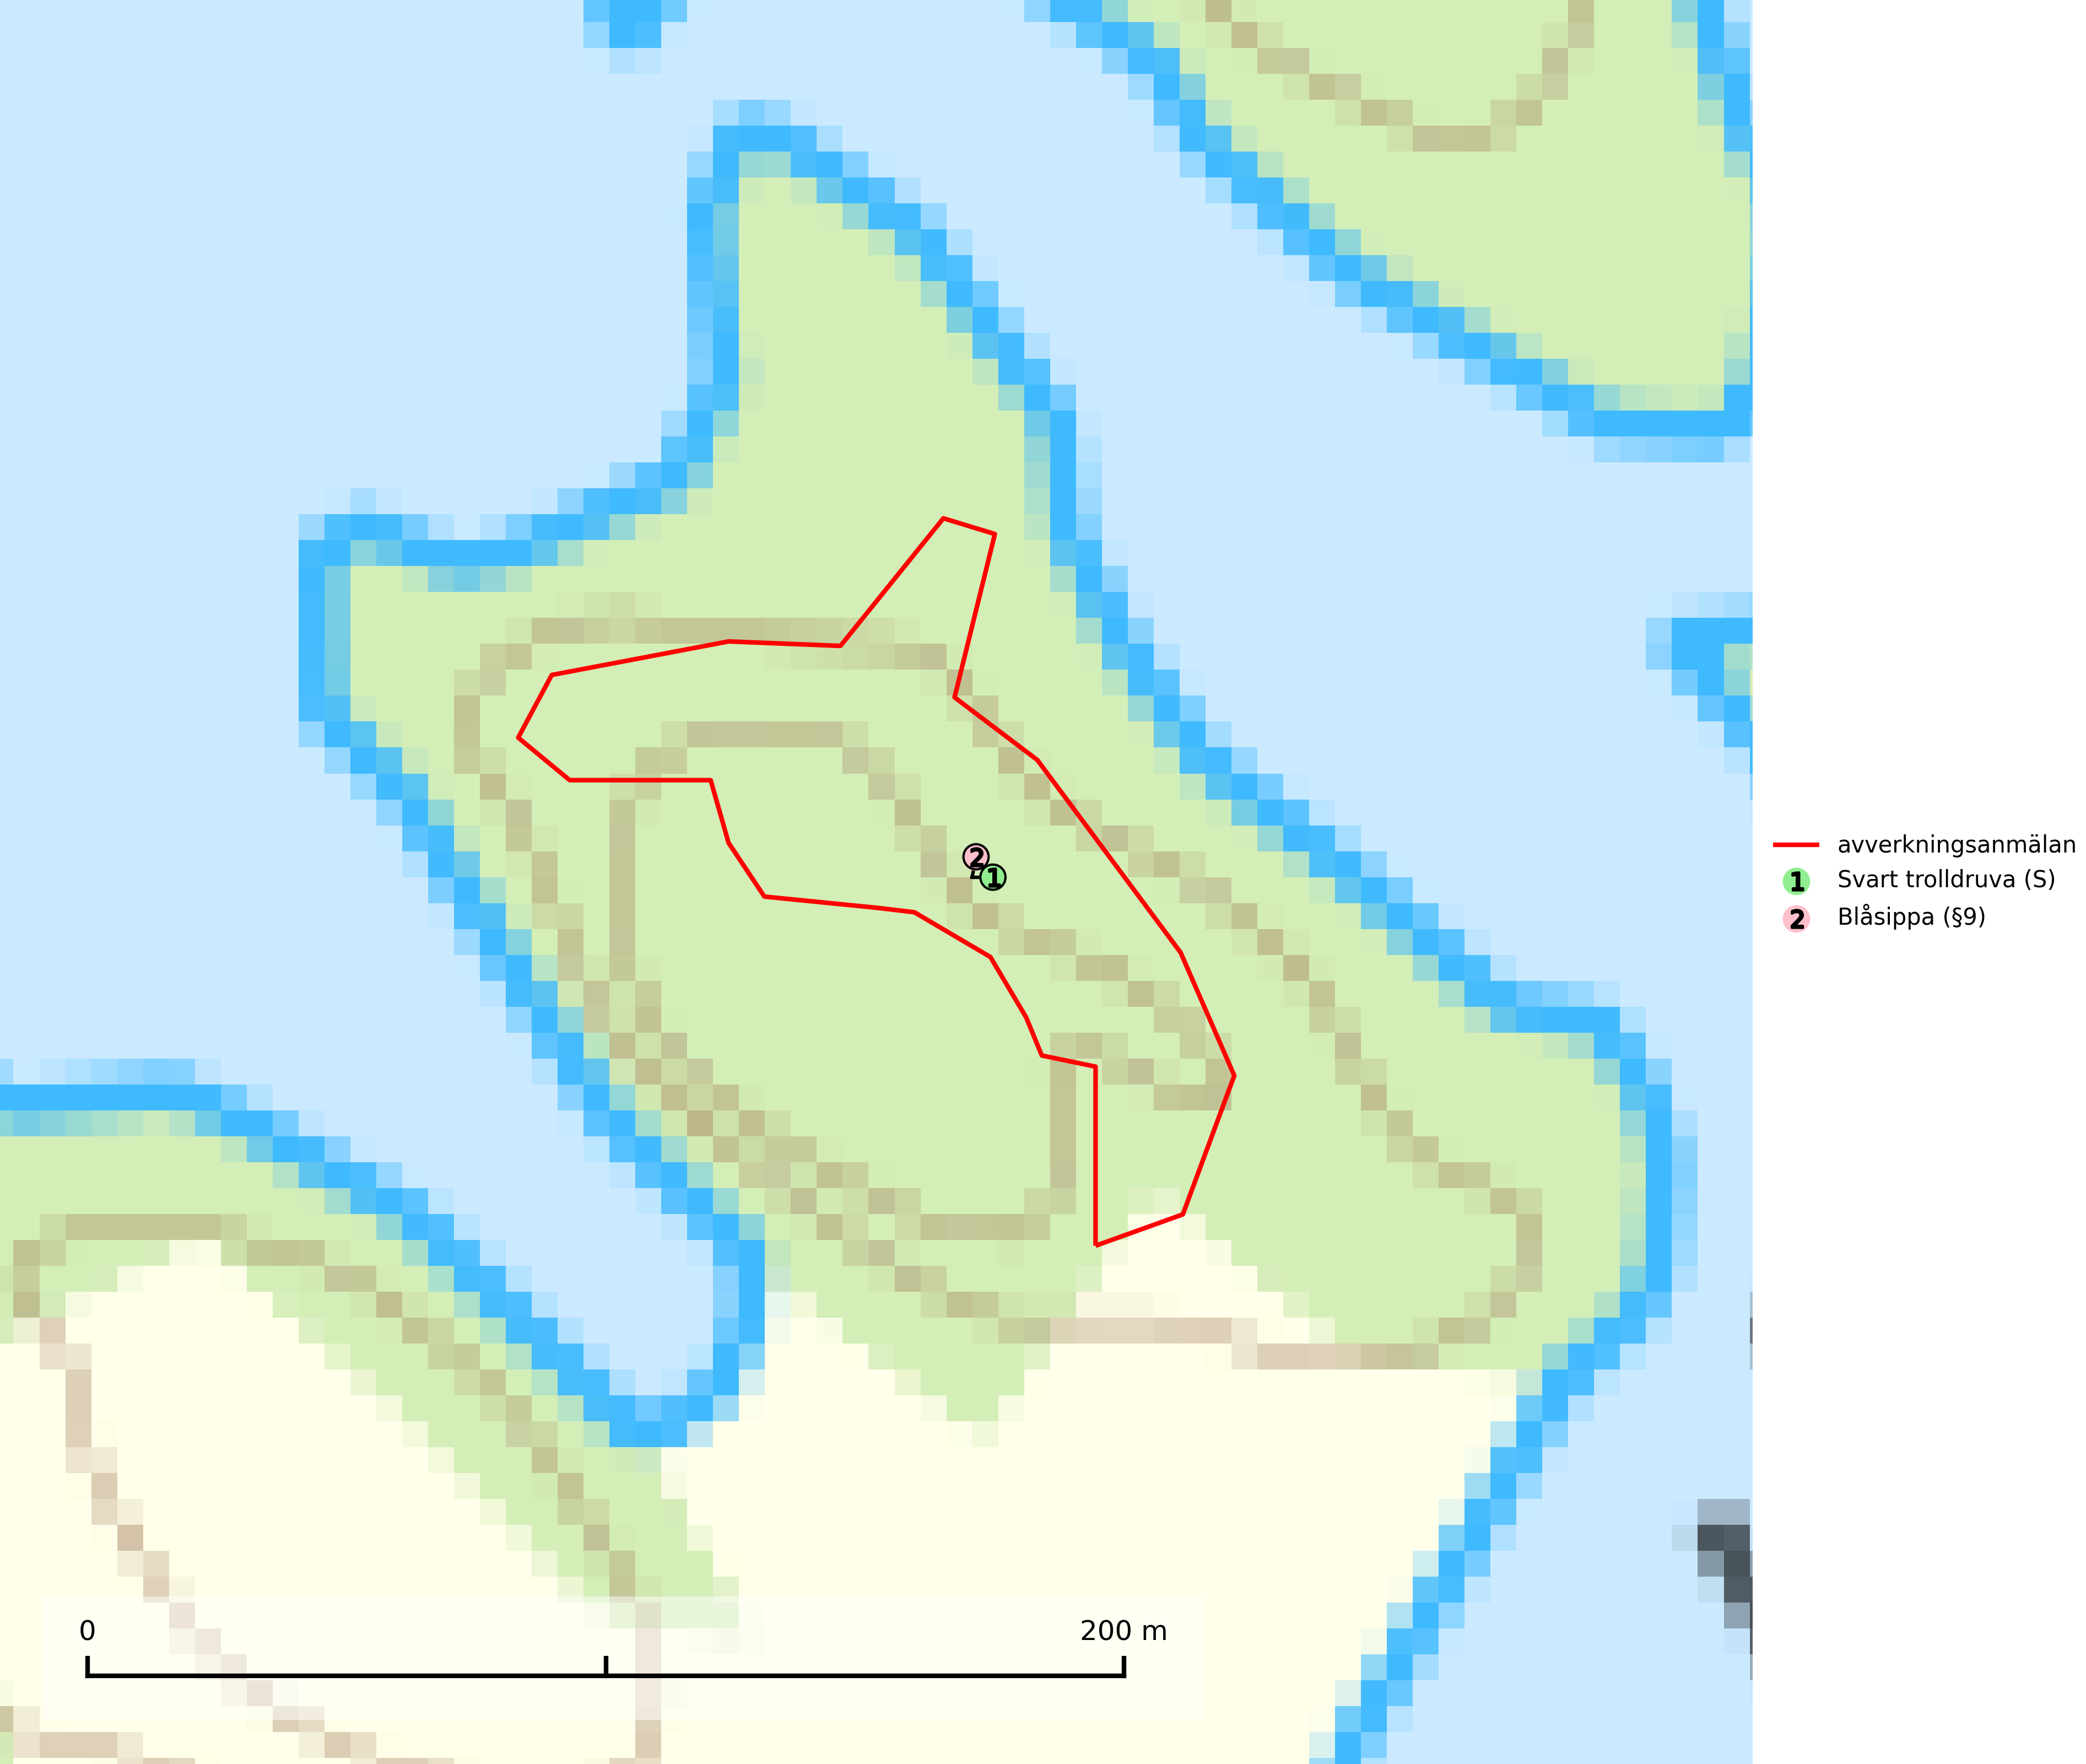 2
1
avverkningsanmälan
1 Svart trolldruva (S)
2 Blåsippa (§9)
0 200 m